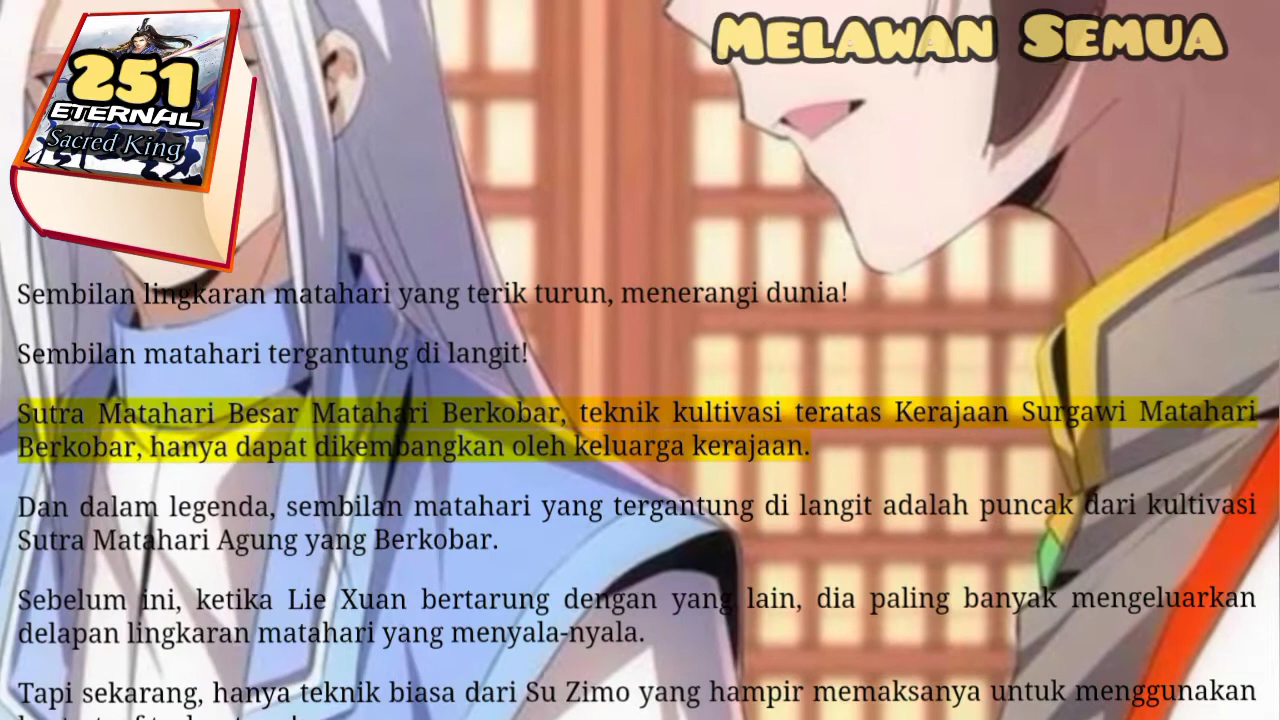 251
ETERNAL
Sacred King
MELAWAN SEMUA
Sembilan lingkaran matahari yang terik turun, menerangi dunia!
Sembilan matahari tergantung di langit!
Sutra Matahari Besar Matahari Berkobar, teknik kultivasi teratas Kerajaan Surgawi Matahari
Berkobar, hanya dapat dikembangkan oleh keluarga kerajaan.
Dan dalam legenda, sembilan matahari yang tergantung di langit adalah puncak dari kultivasi
Sutra Matahari Agung yang Berkobar.
Sebelum ini, ketika Lie Xuan bertarung dengan yang lain, dia paling banyak mengeluarkan
delapan lingkaran matahari yang menyala-nyala.
Tapi sekarang, hanya teknik biasa dari Su Zimo yang hampir memaksanya untuk menggunakan